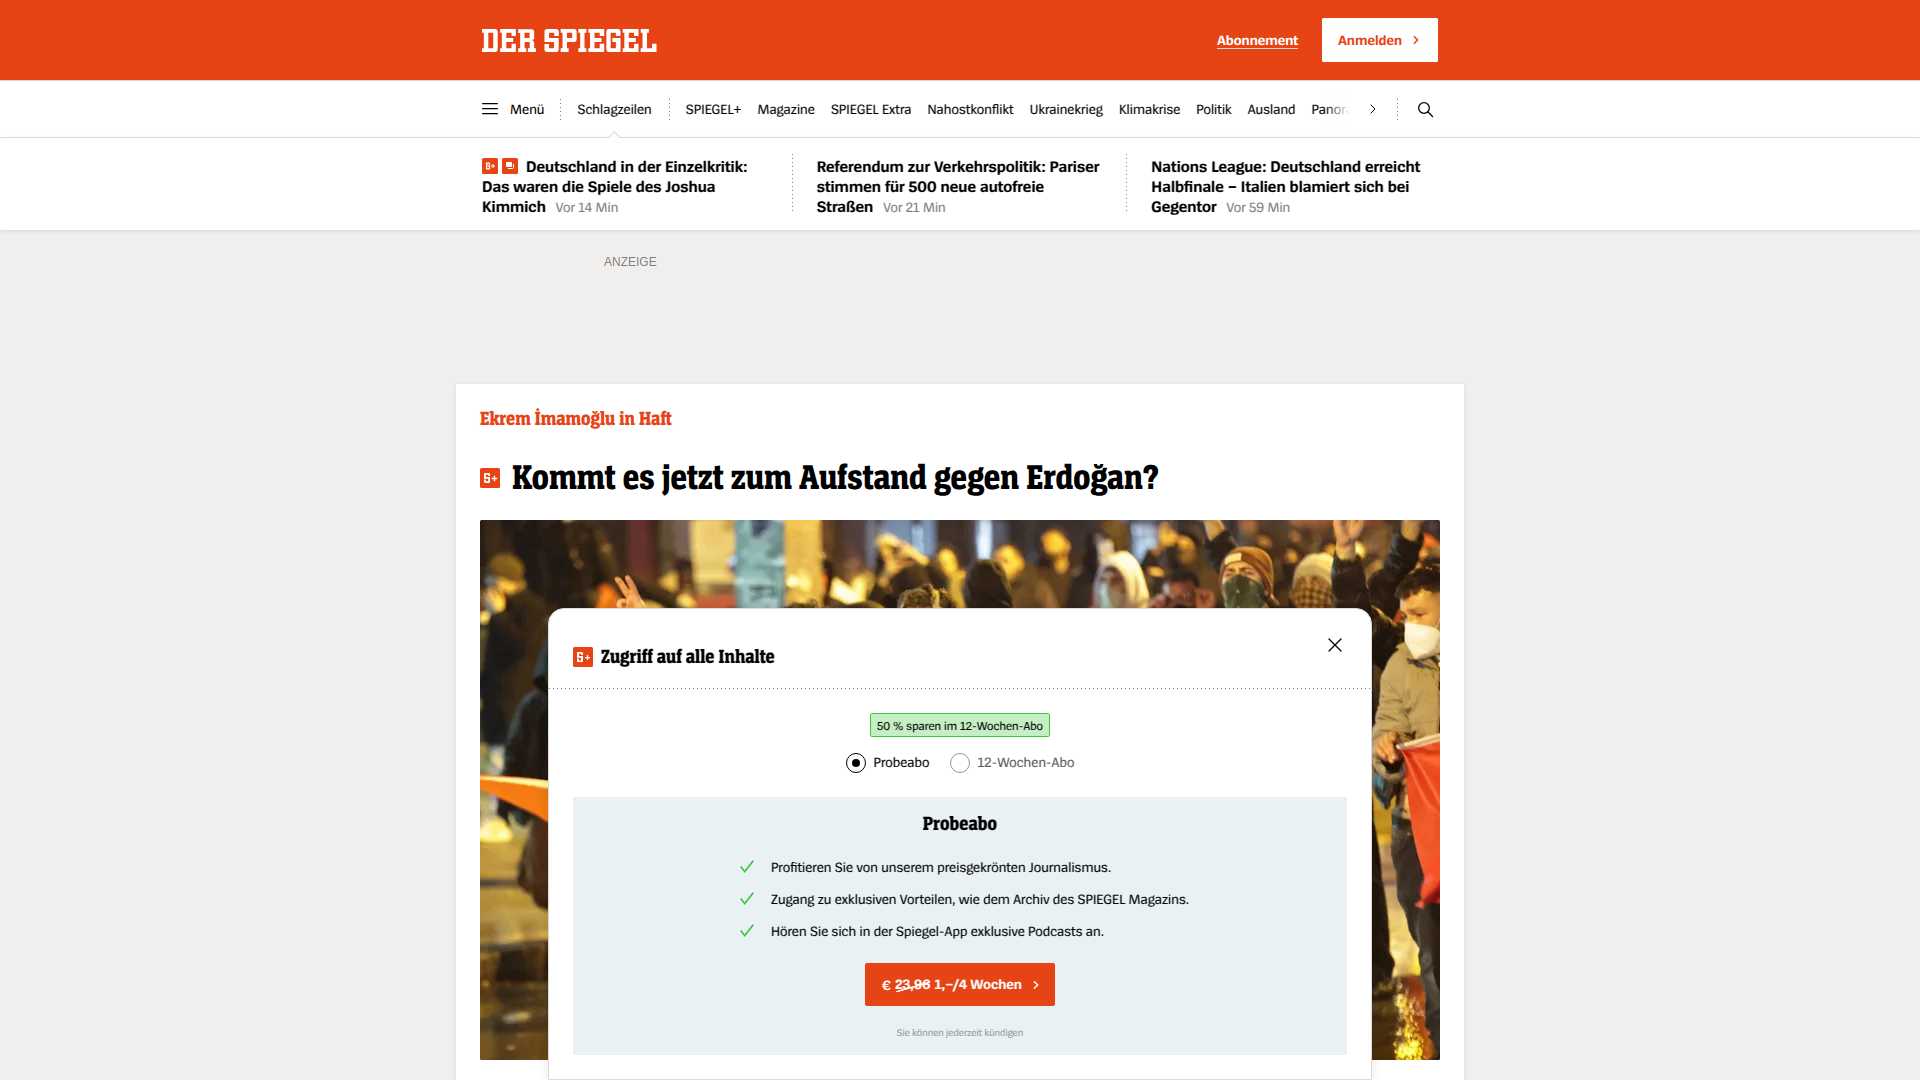 DER SPIEGEL
Abonnement
Anmelden
Menü
Schlagzeilen
SPIEGEL+
Magazine
SPIEGEL Extra
Nahostkonflikt
Ukrainekrieg
Klimakrise
Politik
Ausland
Deutschland in der Einzelkritik:
Das waren die Spiele des Joshua
Kimmich Vor 14 Min
Referendum zur Verkehrspolitik: Pariser
stimmen für 500 neue autofreie
Straßen Vor 21 Min
Nations League: Deutschland erreicht
Halbfinale – Italien blamiert sich bei
Gegentor Vor 59 Min
ANZEIGE
Ekrem İmamoğlu in Haft
Kommt es jetzt zum Aufstand gegen Erdoğan?
Zugriff auf alle Inhalte
50 % sparen im 12-Wochen-Abo
Probeabo
12-Wochen-Abo
Probeabo
Profitieren Sie von unserem preisgekrönten Journalismus.
Zugang zu exklusiven Vorteilen, wie dem Archiv des SPIEGEL Magazins.
Hören Sie sich in der Spiegel-App exklusive Podcasts an.
€ 23,96 1,–/4 Wochen
Sie können jederzeit kündigen